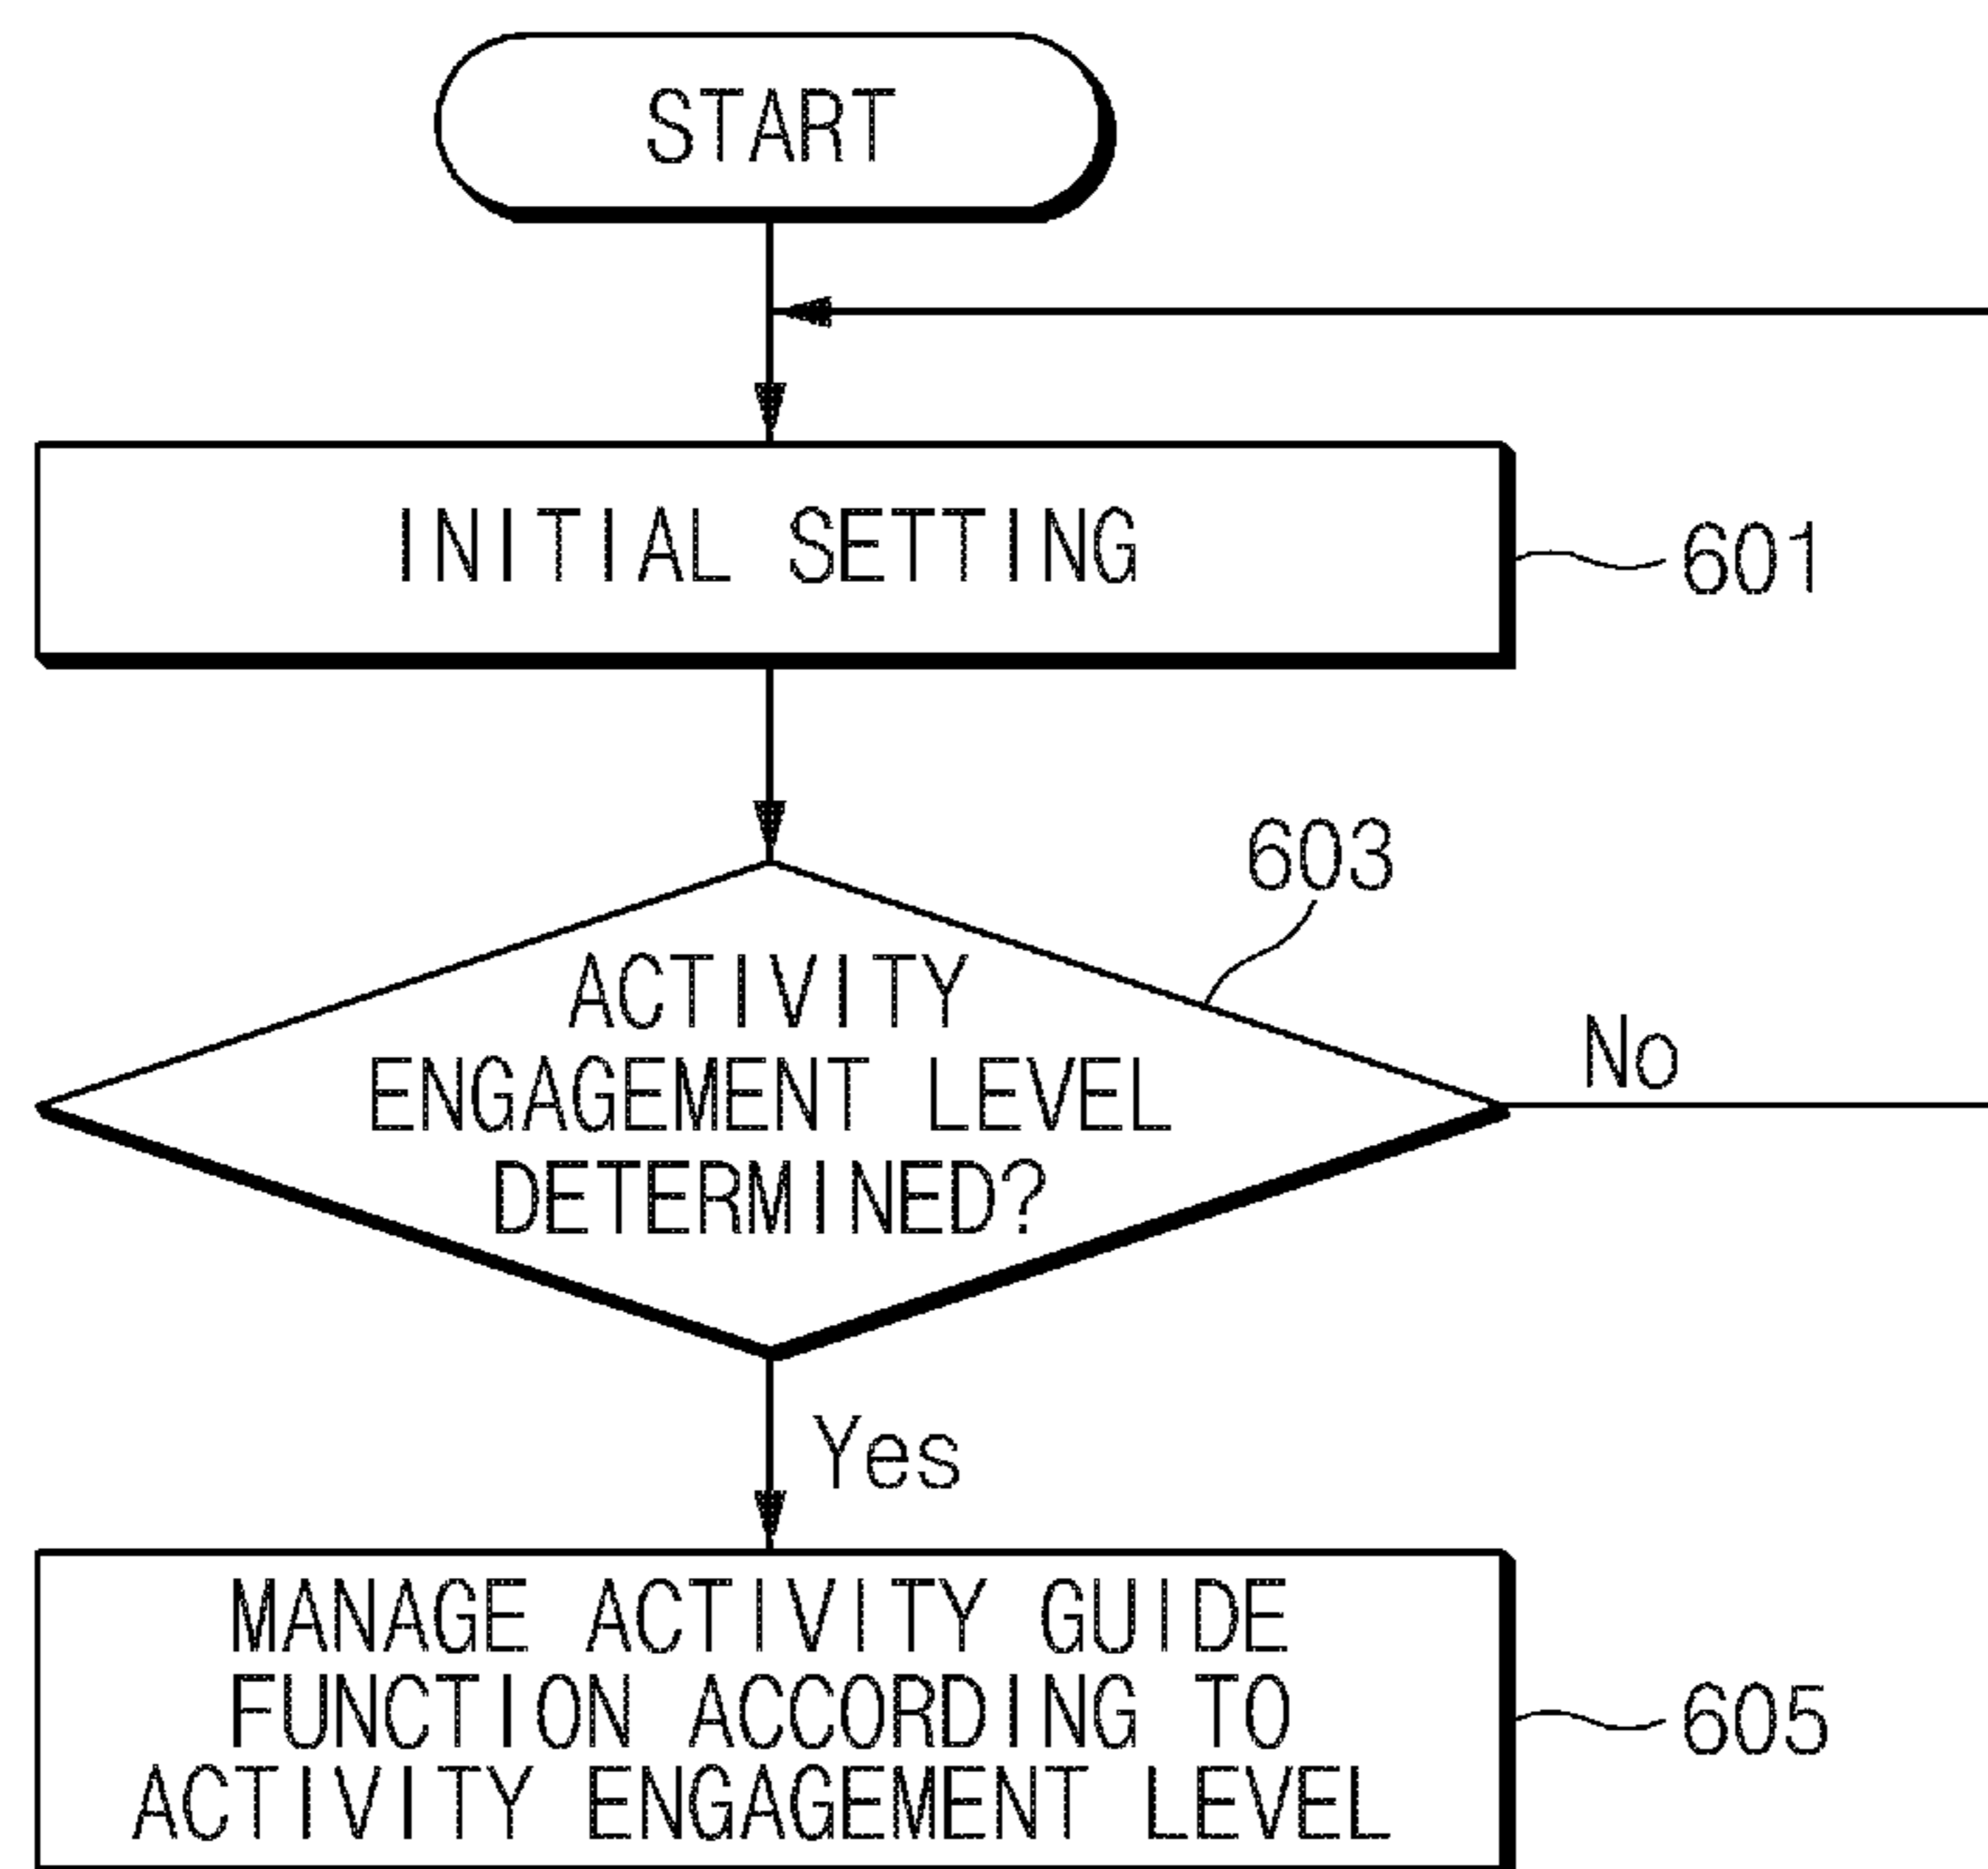 START
INITIAL SETTING
601
603
ACTIVITY
ENGAGEMENT LEVEL
DETERMINED?
No
Yes
MANAGE ACTIVITY GUIDE
FUNCTION ACCORDING TO
ACTIVITY ENGAGEMENT LEVEL
605